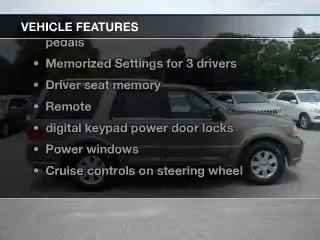 VEHICLE FEATURES
pedals
• Memorized Settings for 3 drivers
• Driver seat memory
• Remote
• digital keypad power door locks
• Power windows
• Cruise controls on steering wheel